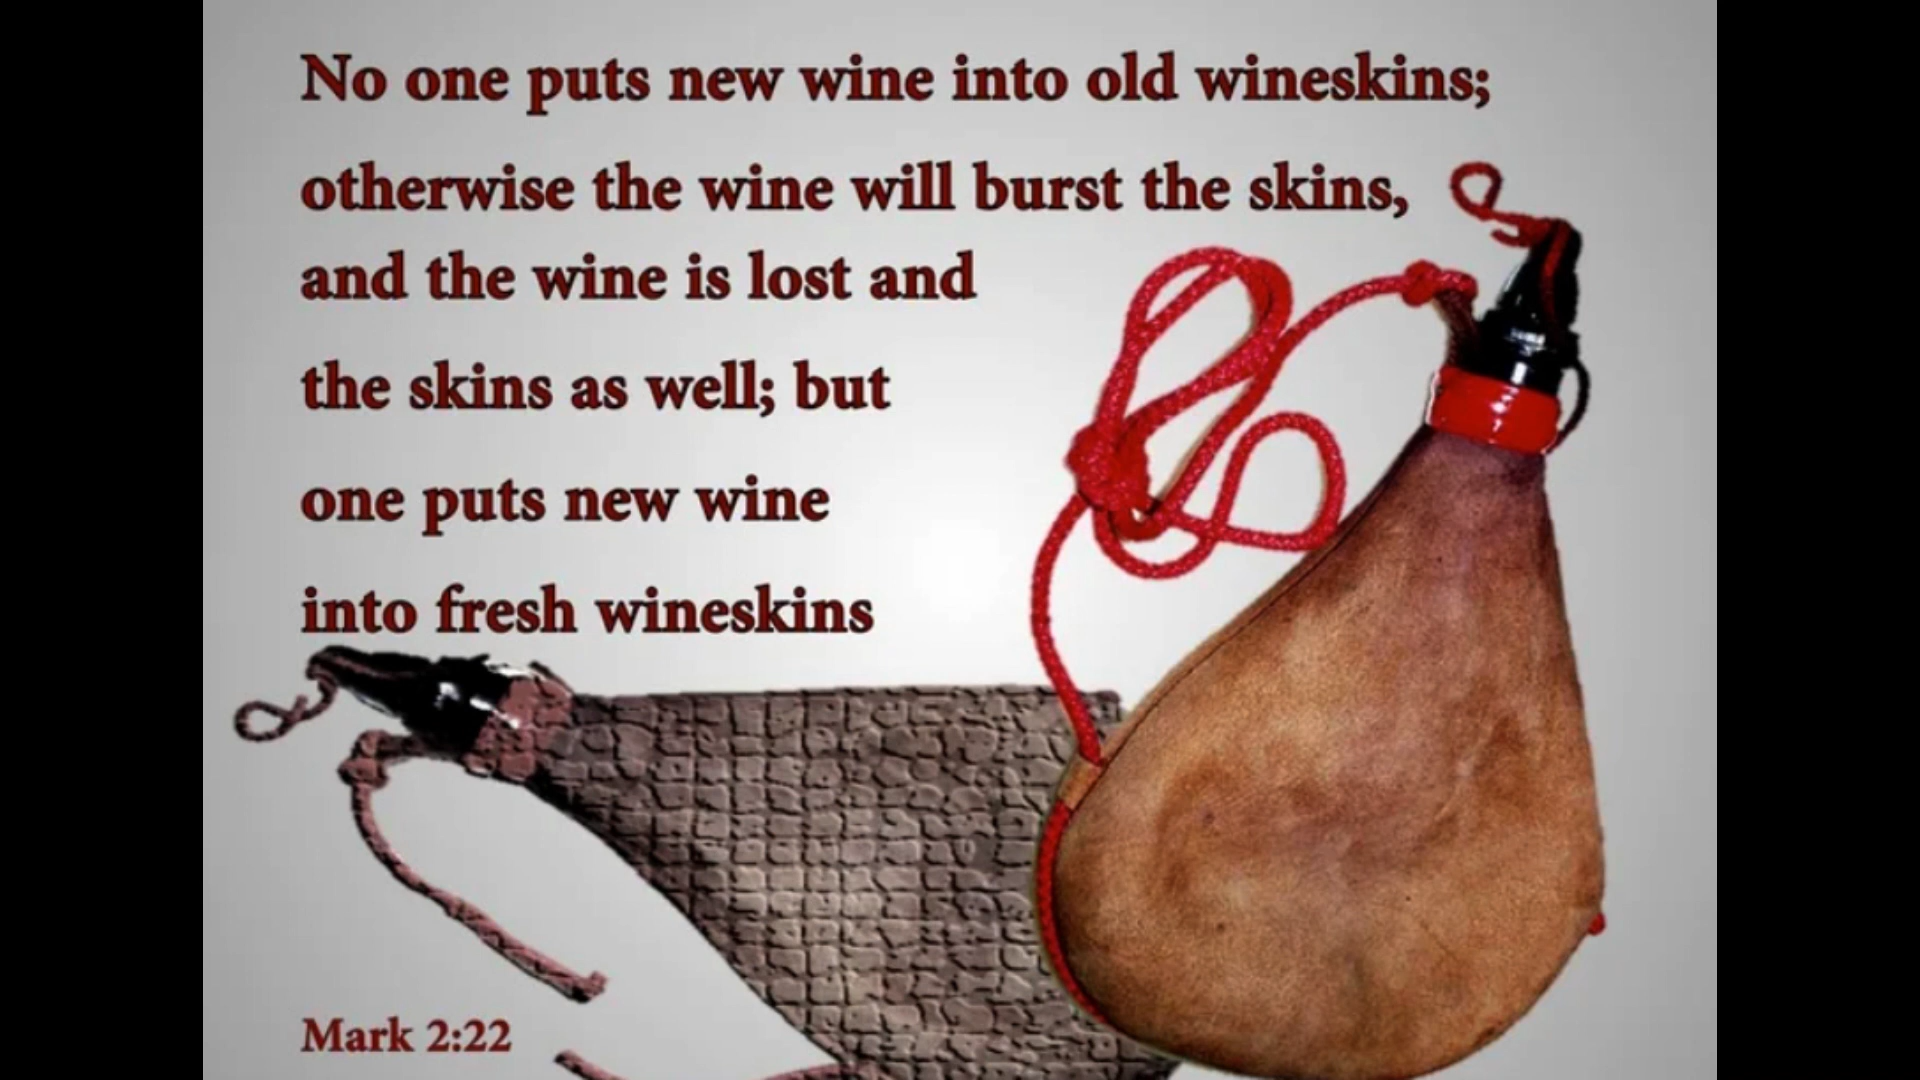 No one puts new wine into old wineskins;
otherwise the wine will burst the skins,
and the wine is lost and
the skins as well; but
one puts new wine
into fresh wineskins
Mark 2:22